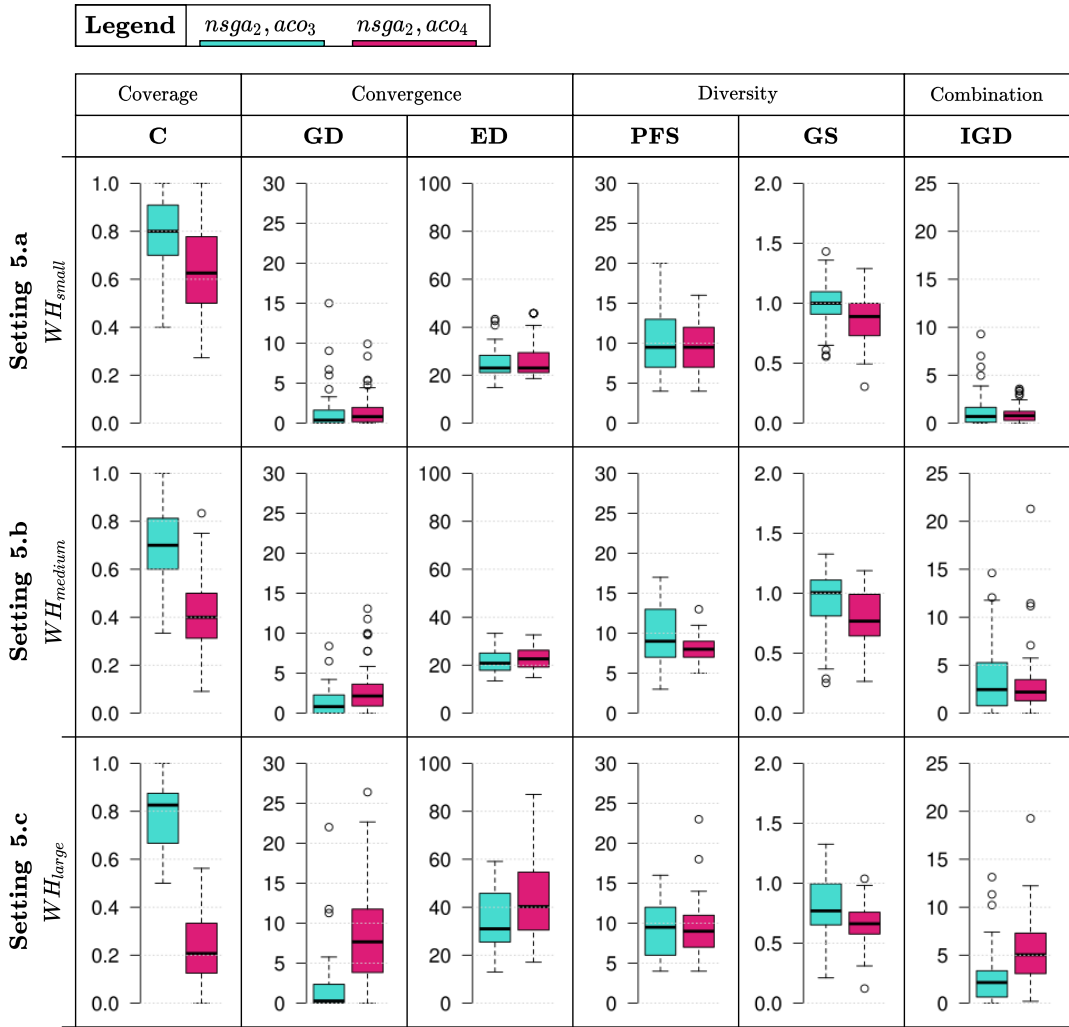 Legend nsga₂, aco₃ nsga₂, aco₄
Coverage Convergence Diversity Combination
C GD ED PFS GS IGD
Setting 5.a
WH_small
1.0 30 100 30 2.0 25
0.8 25 80 25 1.5 20
0.6 20 60 20 1.0 15
0.4 15 40 15 0.5 10
0.2 10 20 10 0.0 5
0.0 5 0 5 0
0 0
Setting 5.b
WH_medium
1.0 30 100 30 2.0 25
0.8 25 80 25 1.5 20
0.6 20 60 20 1.0 15
0.4 15 40 15 0.5 10
0.2 10 20 10 0.0 5
0.0 5 0 5 0
0 0
Setting 5.c
WH_large
1.0 30 100 30 2.0 25
0.8 25 80 25 1.5 20
0.6 20 60 20 1.0 15
0.4 15 40 15 0.5 10
0.2 10 20 10 0.0 5
0.0 5 0 5 0
0 0